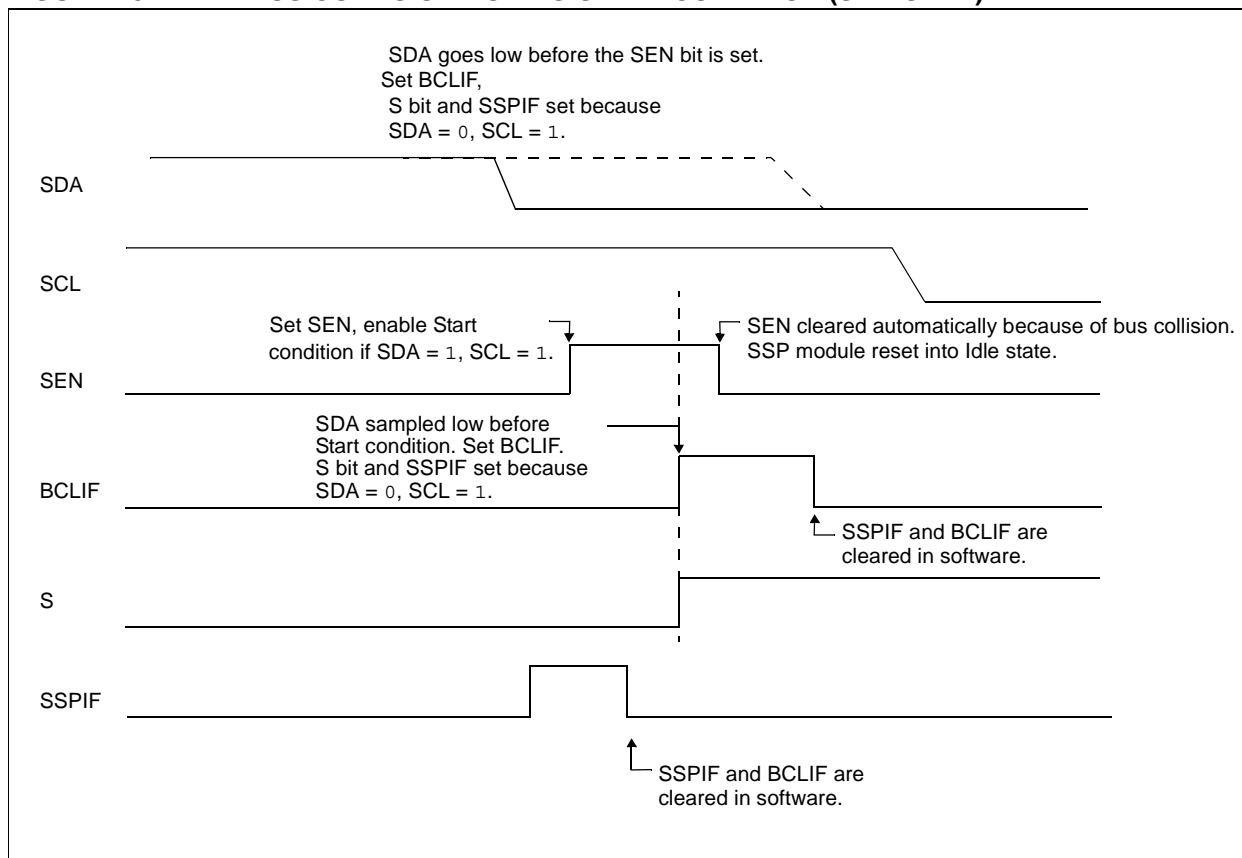 SDA goes low before the SEN bit is set.
Set BCLIF,
S bit and SSPIF set because
SDA = 0, SCL = 1.
SDA
SCL
Set SEN, enable Start
condition if SDA = 1, SCL = 1.
SEN cleared automatically because of bus collision.
SSP module reset into Idle state.
SEN
SDA sampled low before
Start condition. Set BCLIF.
S bit and SSPIF set because
SDA = 0, SCL = 1.
BCLIF
SSPIF and BCLIF are
cleared in software.
S
SSPIF
SSPIF and BCLIF are
cleared in software.